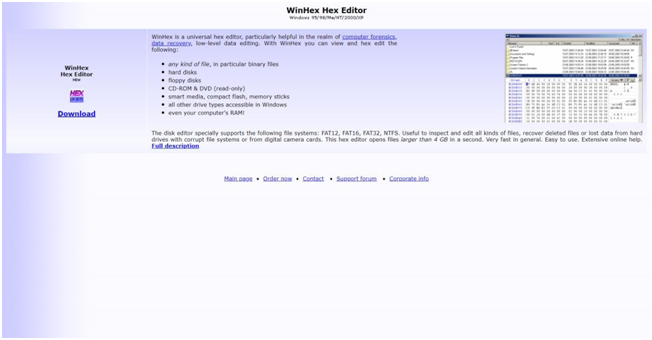 WinHex Hex Editor
Windows 95/98/Me/NT/2000/XP
WinHex
Hex Editor
NEW
HEX
Download
WinHex is a universal hex editor, particularly helpful in the realm of computer forensics,
data recovery, low-level data editing. With WinHex you can view and hex edit the
following:
• any kind of file, in particular binary files
• hard disks
• floppy disks
• CD-ROM & DVD (read-only)
• smart media, compact flash, memory sticks
• all other drive types accessible in Windows
• even your computer's RAM!
The disk editor specially supports the following file systems: FAT12, FAT16, FAT32, NTFS. Useful to inspect and edit all kinds of files, recover deleted files or lost data from hard
drives with corrupt file systems or from digital camera cards. This hex editor opens files larger than 4 GB in a second. Very fast in general. Easy to use. Extensive online help.
Full description
Main page • Order now • Contact • Support forum • Corporate info